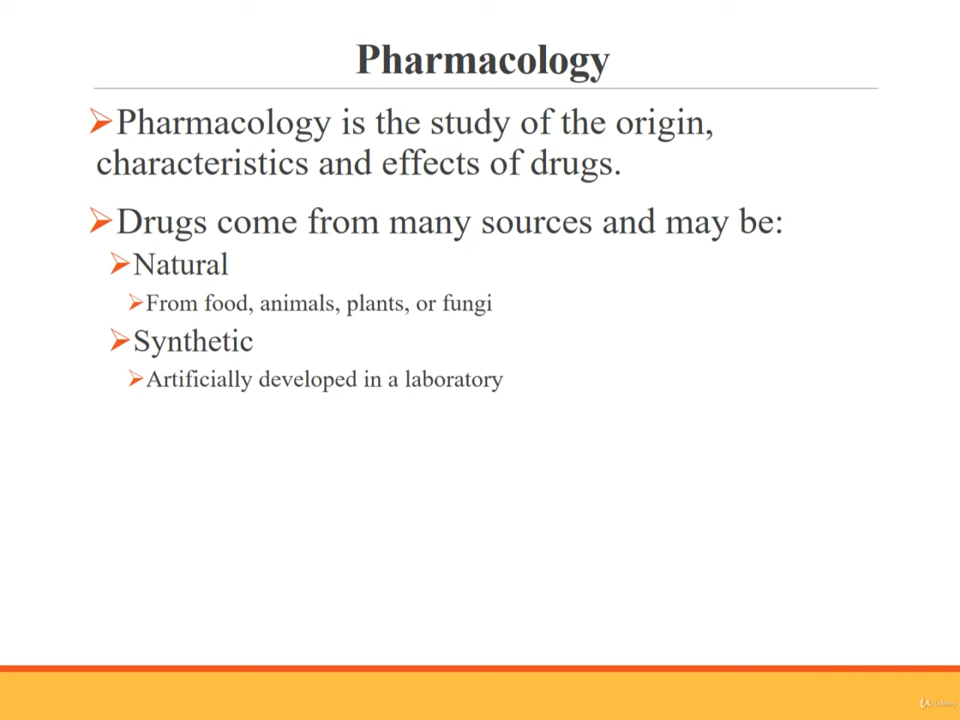 Pharmacology
➢Pharmacology is the study of the origin,
characteristics and effects of drugs.
➢Drugs come from many sources and may be:
➢Natural
➢From food, animals, plants, or fungi
➢Synthetic
➢Artificially developed in a laboratory
Udemy